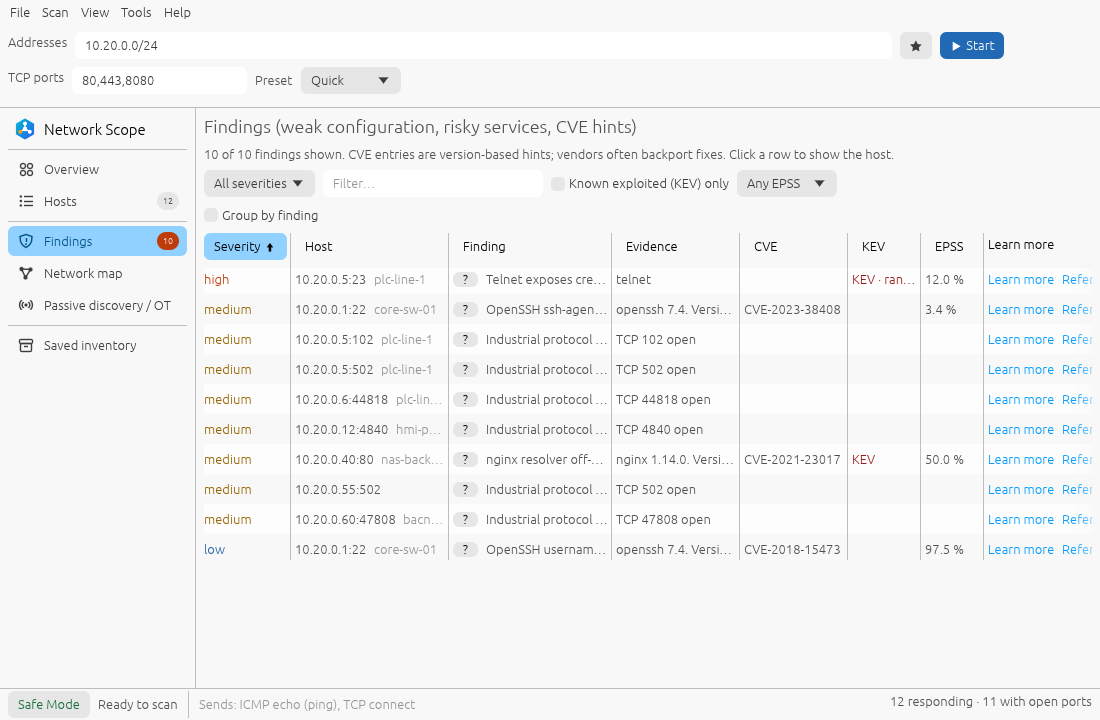 File Scan View Tools Help
Addresses 10.20.0.0/24 ★ ▶ Start
TCP ports 80,443,8080 Preset Quick
Network Scope
Overview
Hosts 12
Findings 10
Network map
Passive discovery / OT
Saved inventory
Findings (weak configuration, risky services, CVE hints)
10 of 10 findings shown. CVE entries are version-based hints; vendors often backport fixes. Click a row to show the host.
All severities Filter... Known exploited (KEV) only Any EPSS
Group by finding
Severity ↑ Host Finding Evidence CVE KEV EPSS Learn more
high 10.20.0.5:23 plc-line-1 ? Telnet exposes cre... telnet KEV · ran... 12.0 % Learn more Refer
medium 10.20.0.1:22 core-sw-01 ? OpenSSH ssh-agen... openssh 7.4. Versi... CVE-2023-38408 3.4 % Learn more Refer
medium 10.20.0.5:102 plc-line-1 ? Industrial protocol ... TCP 102 open Learn more Refer
medium 10.20.0.5:502 plc-line-1 ? Industrial protocol ... TCP 502 open Learn more Refer
medium 10.20.0.6:44818 plc-lin... ? Industrial protocol ... TCP 44818 open Learn more Refer
medium 10.20.0.12:4840 hmi-p... ? Industrial protocol ... TCP 4840 open Learn more Refer
medium 10.20.0.40:80 nas-back... ? nginx resolver off-... nginx 1.14.0. Versi... CVE-2021-23017 KEV 50.0 % Learn more Refer
medium 10.20.0.55:502 ? Industrial protocol ... TCP 502 open Learn more Refer
medium 10.20.0.60:47808 bacn... ? Industrial protocol ... TCP 47808 open Learn more Refer
low 10.20.0.1:22 core-sw-01 ? OpenSSH usernam... openssh 7.4. Versi... CVE-2018-15473 97.5 % Learn more Refer
Safe Mode Ready to scan Sends: ICMP echo (ping), TCP connect 12 responding · 11 with open ports